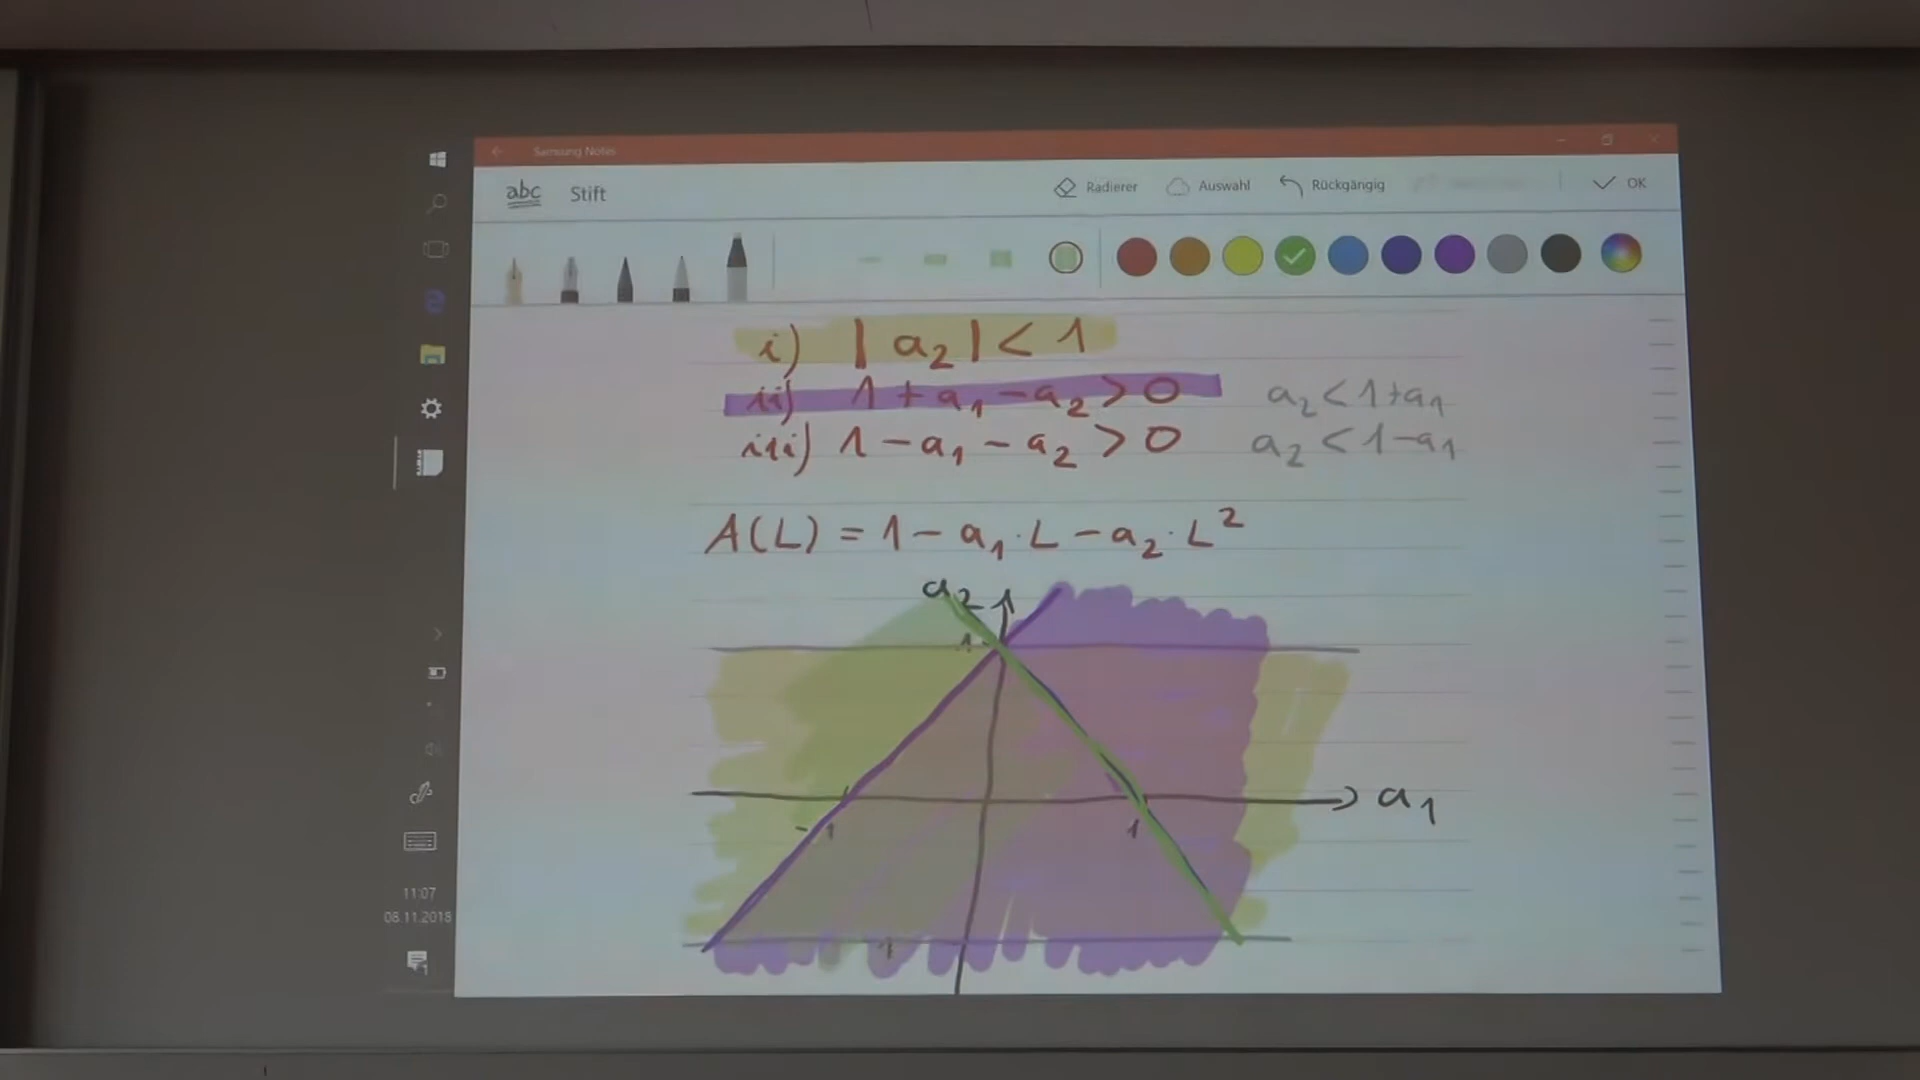 Samsung Notes
abc Stift Radierer Auswahl Rückgängig OK
i) |a₂| < 1
ii) 1 + a₁ - a₂ > 0 a₂ < 1 + a₁
iii) 1 - a₁ - a₂ > 0 a₂ < 1 - a₁
A(L) = 1 - a₁ · L - a₂ · L²
a₂
1
a₁
-1 1
11:07
08.11.2018